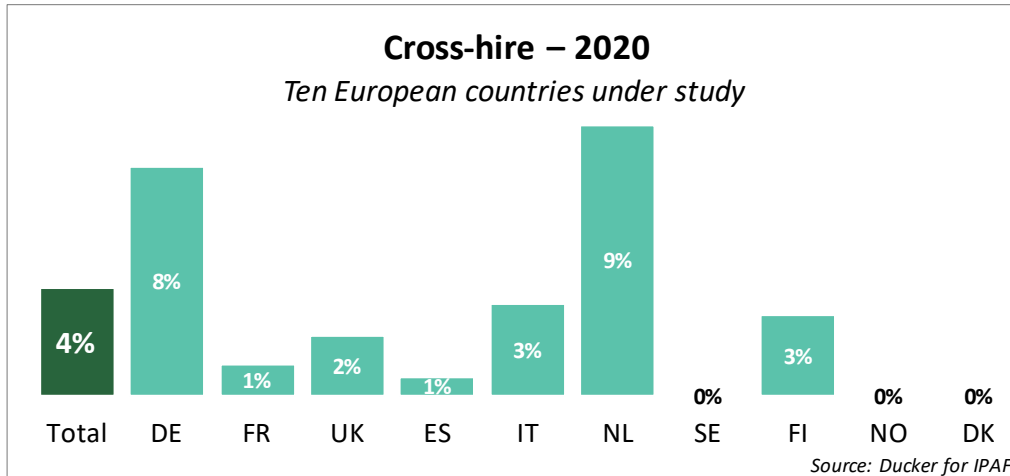 Cross-hire – 2020
Ten European countries under study
4%
8%
1%
2%
1%
3%
9%
0%
3%
0%
0%
Total DE FR UK ES IT NL SE FI NO DK
Source: Ducker for IPAF